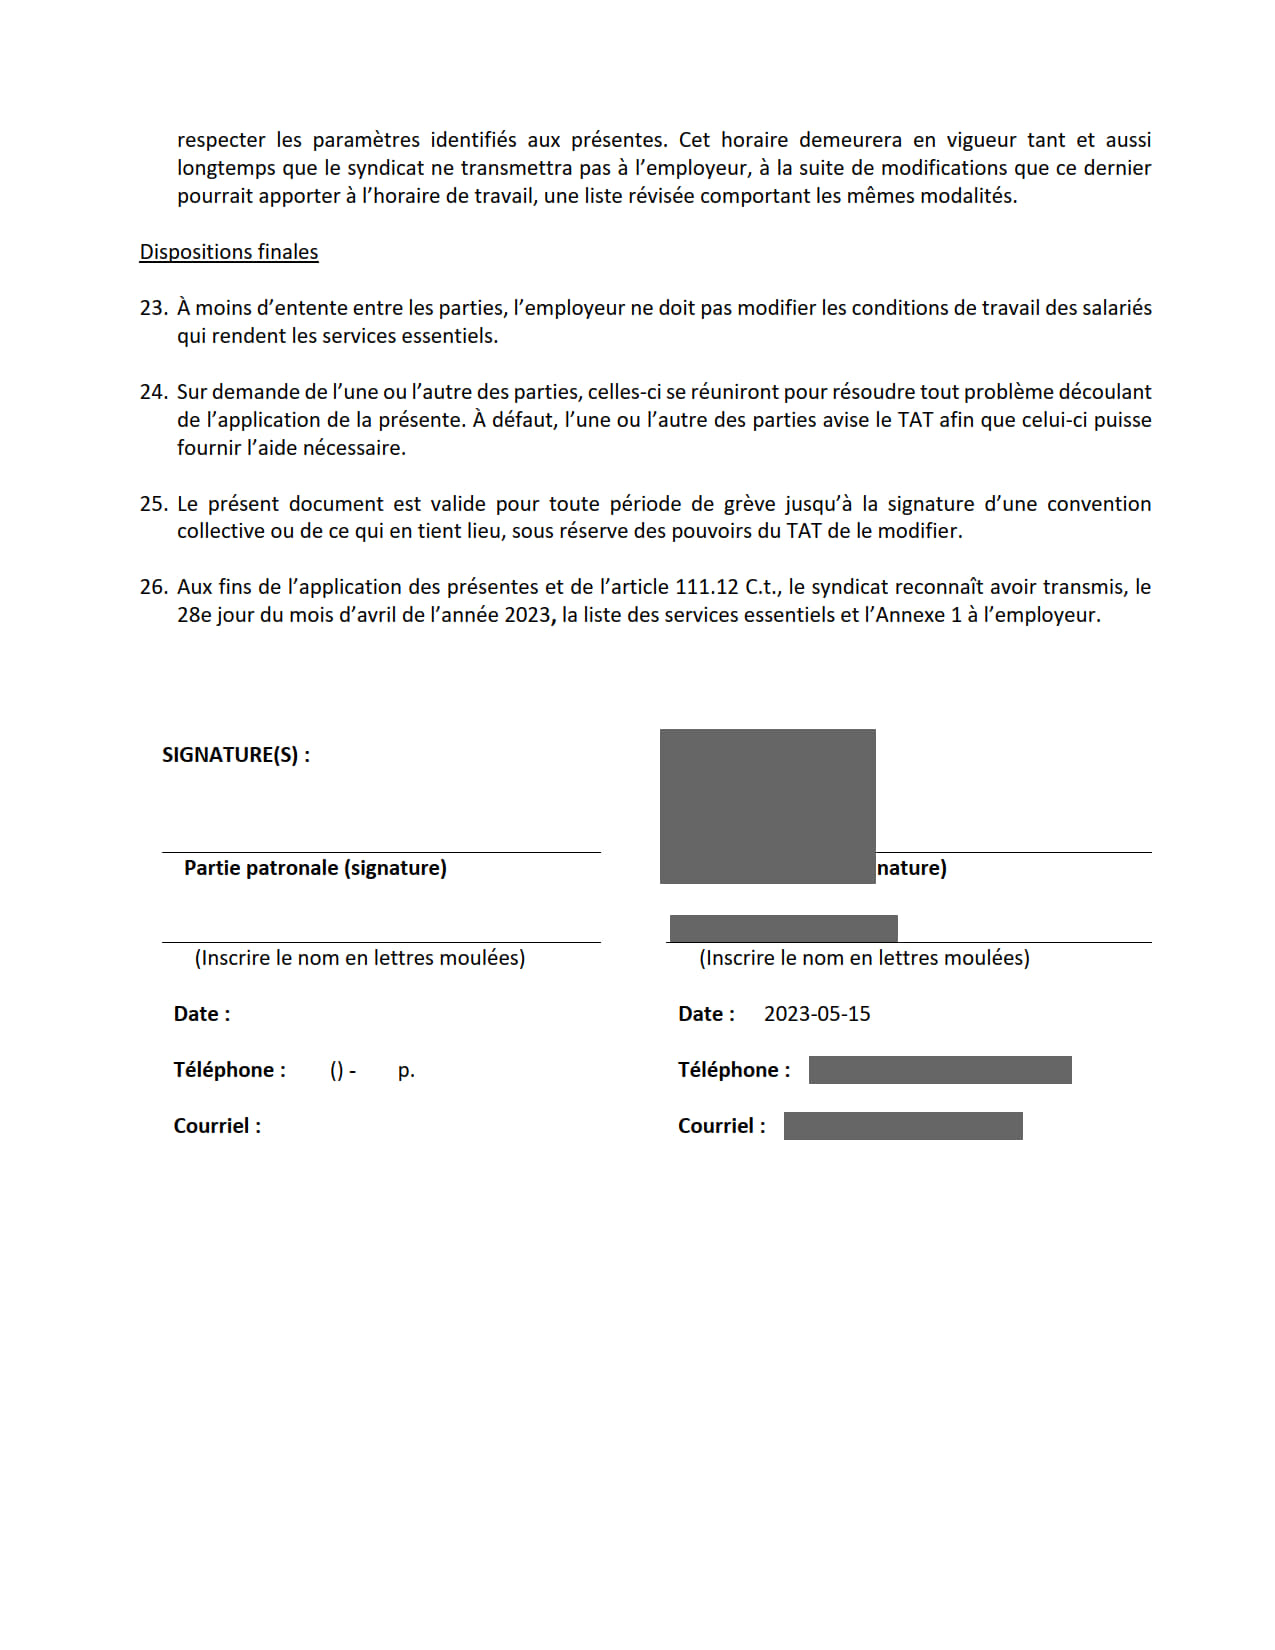 respecter les paramètres identifiés aux présentes. Cet horaire demeurera en vigueur tant et aussi
longtemps que le syndicat ne transmettra pas à l’employeur, à la suite de modifications que ce dernier
pourrait apporter à l’horaire de travail, une liste révisée comportant les mêmes modalités.
Dispositions finales
23. À moins d’entente entre les parties, l’employeur ne doit pas modifier les conditions de travail des salariés
qui rendent les services essentiels.
24. Sur demande de l’une ou l’autre des parties, celles-ci se réuniront pour résoudre tout problème découlant
de l’application de la présente. À défaut, l’une ou l’autre des parties avise le TAT afin que celui-ci puisse
fournir l’aide nécessaire.
25. Le présent document est valide pour toute période de grève jusqu’à la signature d’une convention
collective ou de ce qui en tient lieu, sous réserve des pouvoirs du TAT de le modifier.
26. Aux fins de l’application des présentes et de l’article 111.12 C.t., le syndicat reconnaît avoir transmis, le
28e jour du mois d’avril de l’année 2023, la liste des services essentiels et l’Annexe 1 à l’employeur.
SIGNATURE(S) :
Partie patronale (signature) nature)
(Inscrire le nom en lettres moulées) (Inscrire le nom en lettres moulées)
Date : Date : 2023-05-15
Téléphone : () - p. Téléphone :
Courriel : Courriel :